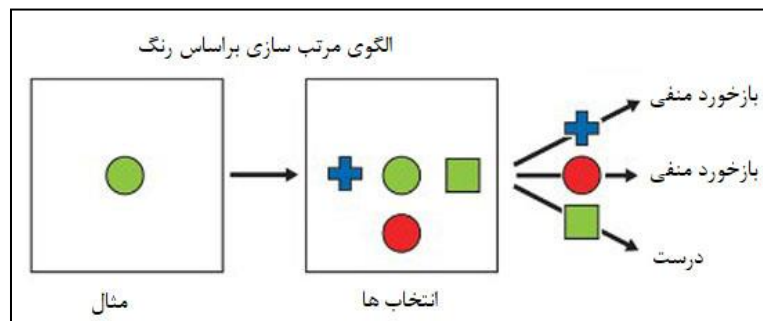 الگوی مرتب سازی براساس رنگ
بازخورد منفی
بازخورد منفی
درست
انتخاب ها
مثال